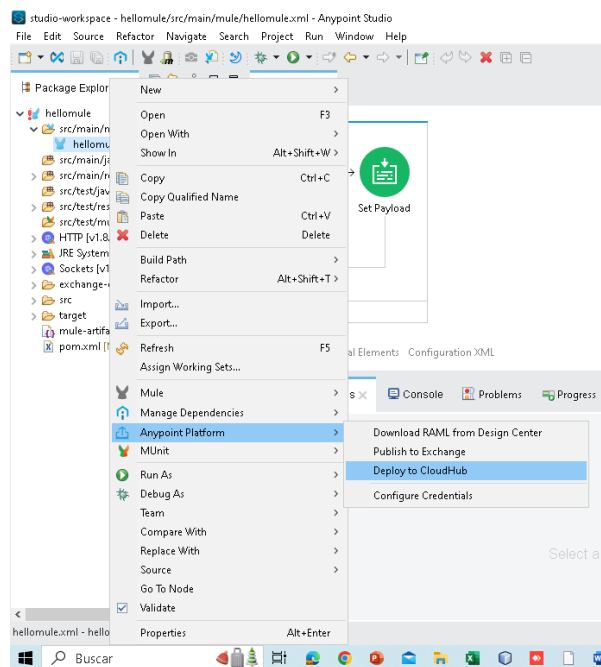 studio-workspace - hellomule/src/main/mule/hellomule.xml - Anypoint Studio
File Edit Source Refactor Navigate Search Project Run Window Help
Package Explor
hellomule
src/main/
hellomu
src/main/ja
src/main/re
src/test/jav
src/test/res
src/test/mu
HTTP [v1.8.
JRE System
Sockets [v1
exchange-
src
target
mule-artifa
pom.xml [
New
Open F3
Open With
Show In Alt+Shift+W
Copy Ctrl+C
Copy Qualified Name
Paste Ctrl+V
Delete Delete
Build Path
Refactor Alt+Shift+T
Import...
Export...
Refresh F5
Assign Working Sets...
Mule
Manage Dependencies
Anypoint Platform
MUnit
Run As
Debug As
Team
Compare With
Replace With
Source
Go To Node
Validate
Properties Alt+Enter
Set Payload
al Elements Configuration XML
s Console Problems Progress
Download RAML from Design Center
Publish to Exchange
Deploy to CloudHub
Configure Credentials
Select a
hellomule.xml - hello
Buscar